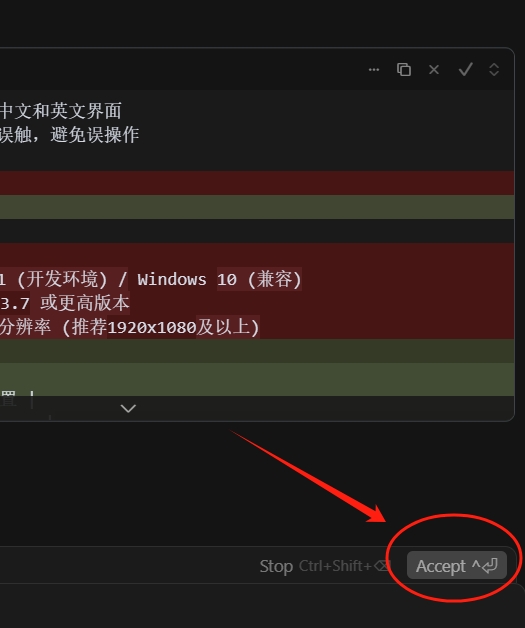 中文和英文界面
误触，避免误操作
1 (开发环境) / Windows 10 (兼容)
3.7 或更高版本
分辨率 (推荐1920x1080及以上)
置 |
Stop Ctrl+Shift+⌫ Accept ^⏎